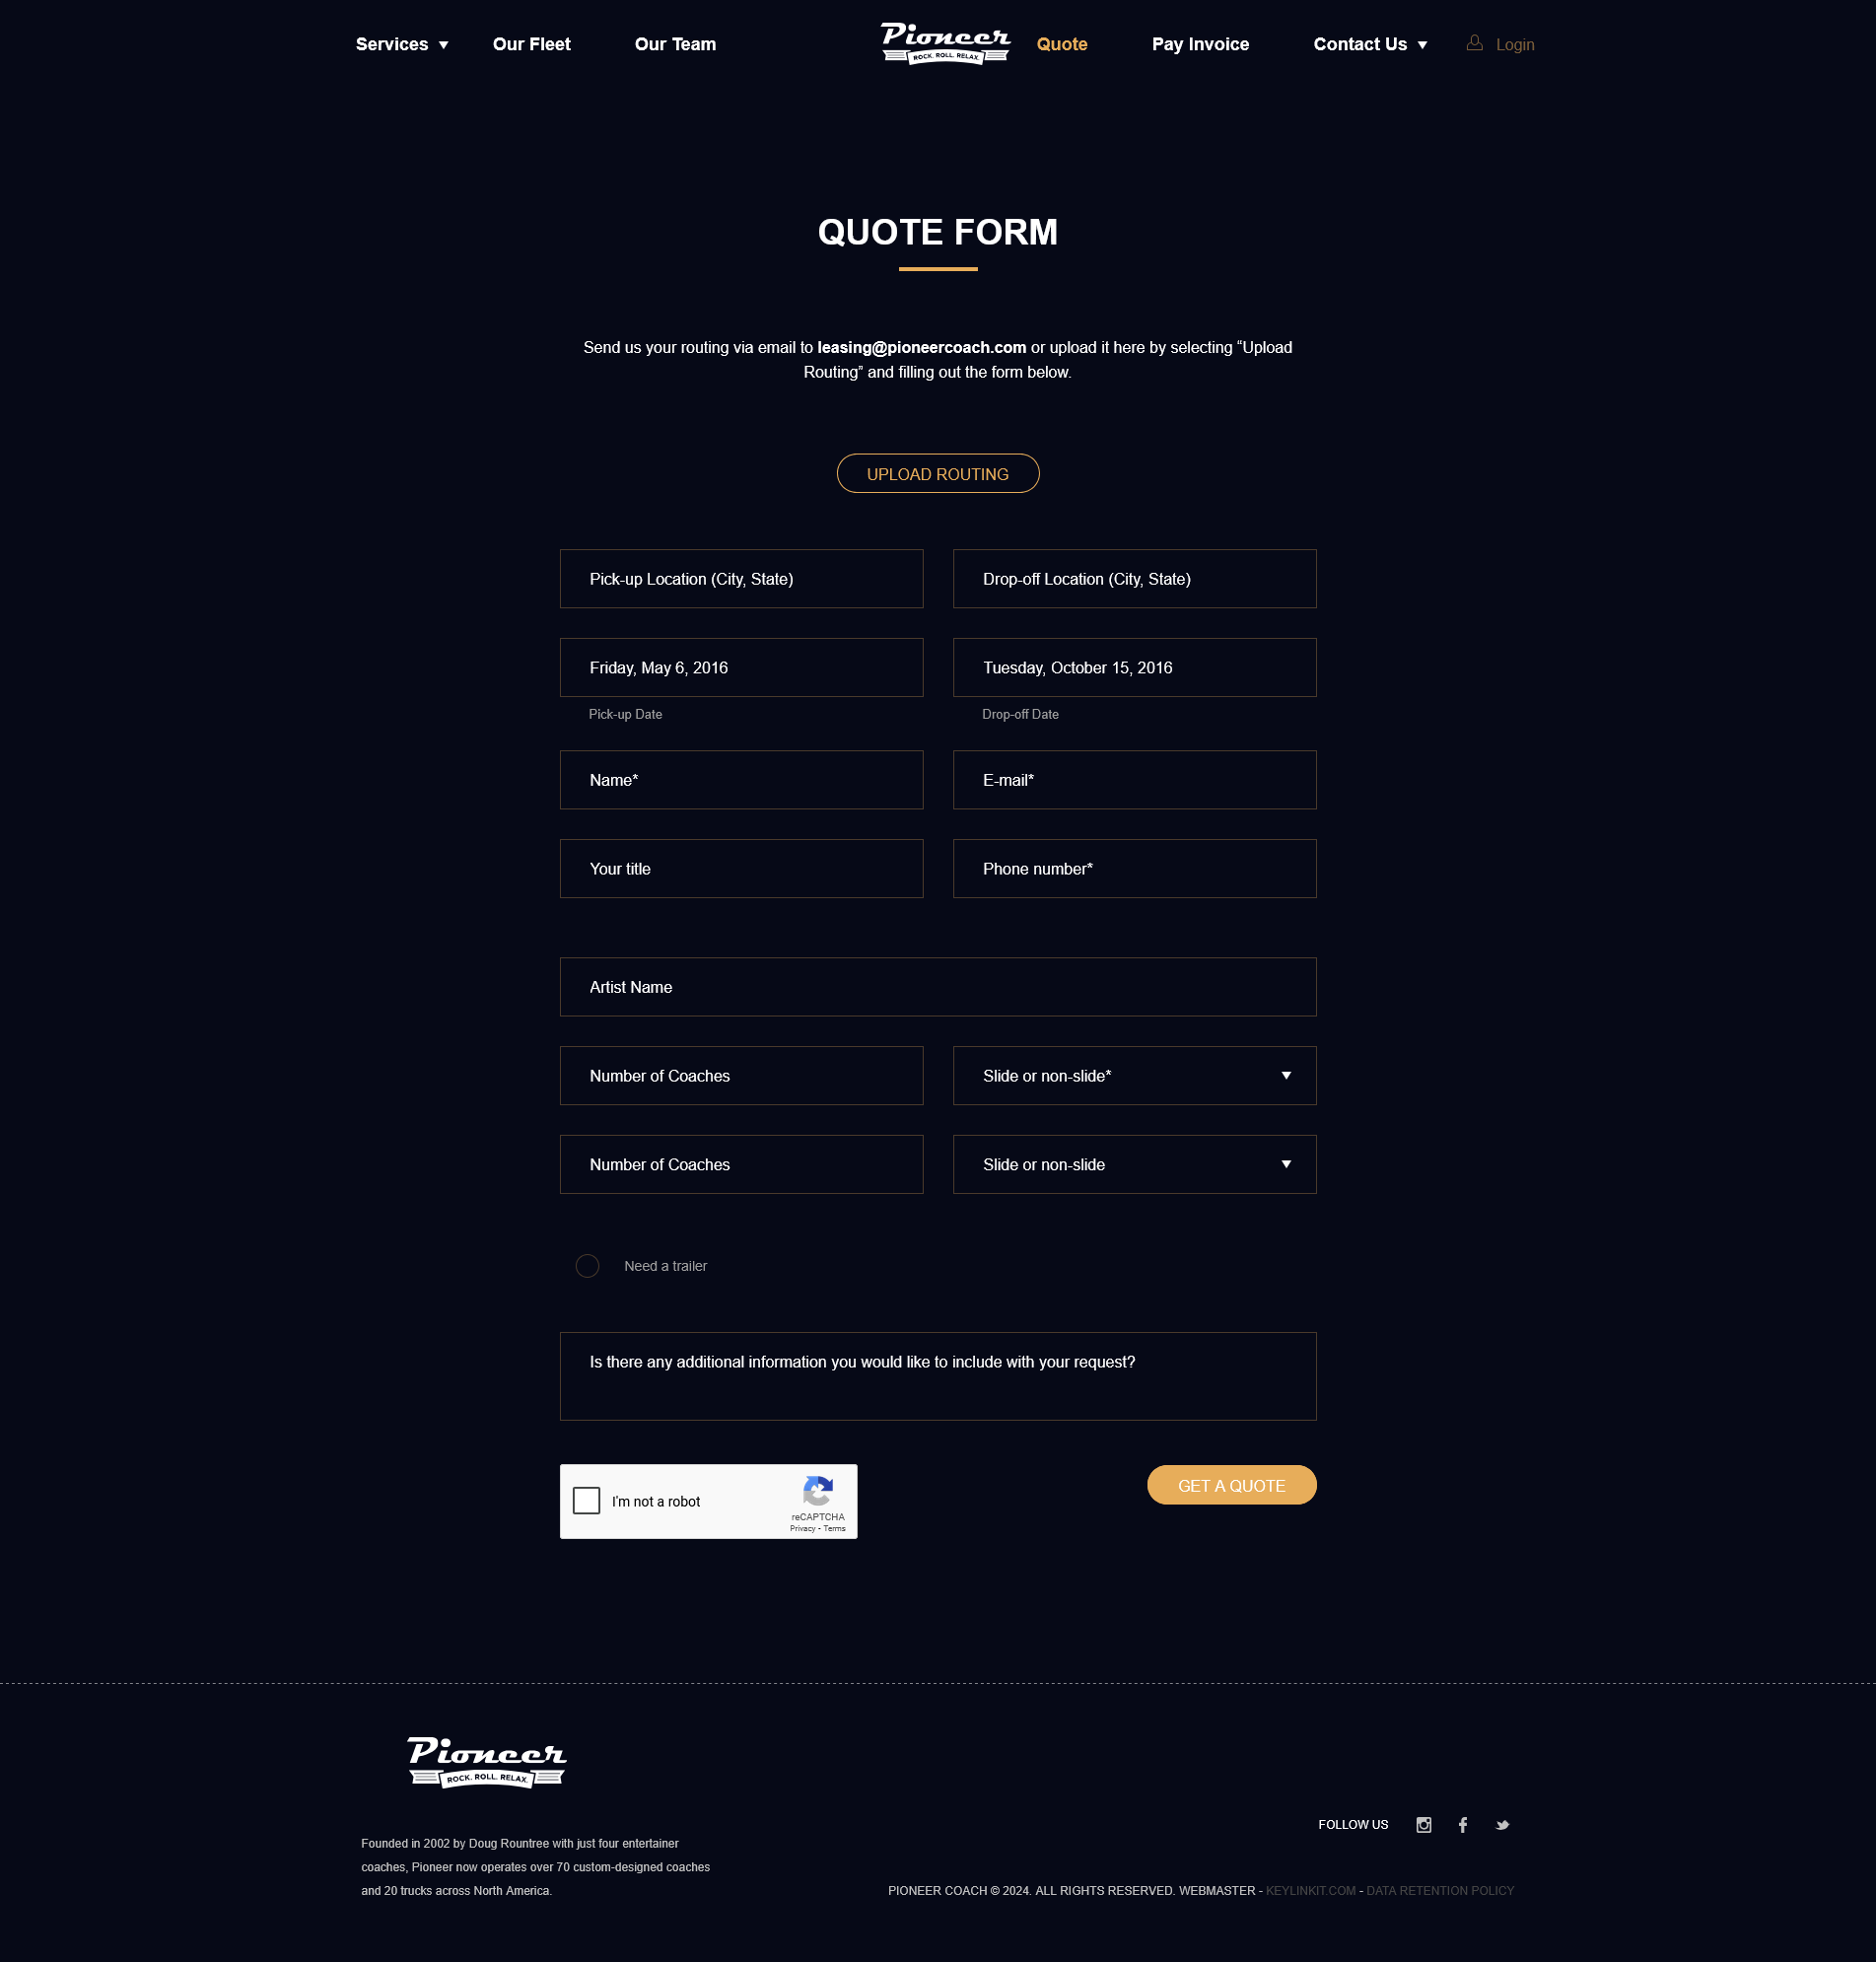 Services
Our Fleet
Our Team
Pioneer
ROCK. ROLL. RELAX.
Quote
Pay Invoice
Contact Us
Login
QUOTE FORM
Send us your routing via email to leasing@pioneercoach.com or upload it here by selecting “Upload
Routing” and filling out the form below.
UPLOAD ROUTING
Pick-up Location (City, State)
Drop-off Location (City, State)
Friday, May 6, 2016
Tuesday, October 15, 2016
Pick-up Date
Drop-off Date
Name*
E-mail*
Your title
Phone number*
Artist Name
Number of Coaches
Slide or non-slide*
Number of Coaches
Slide or non-slide
Need a trailer
Is there any additional information you would like to include with your request?
I'm not a robot
reCAPTCHA
Privacy - Terms
GET A QUOTE
Pioneer
ROCK. ROLL. RELAX.
FOLLOW US
Founded in 2002 by Doug Rountree with just four entertainer
coaches, Pioneer now operates over 70 custom-designed coaches
and 20 trucks across North America.
PIONEER COACH © 2024. ALL RIGHTS RESERVED. WEBMASTER - KEYLINKIT.COM - DATA RETENTION POLICY